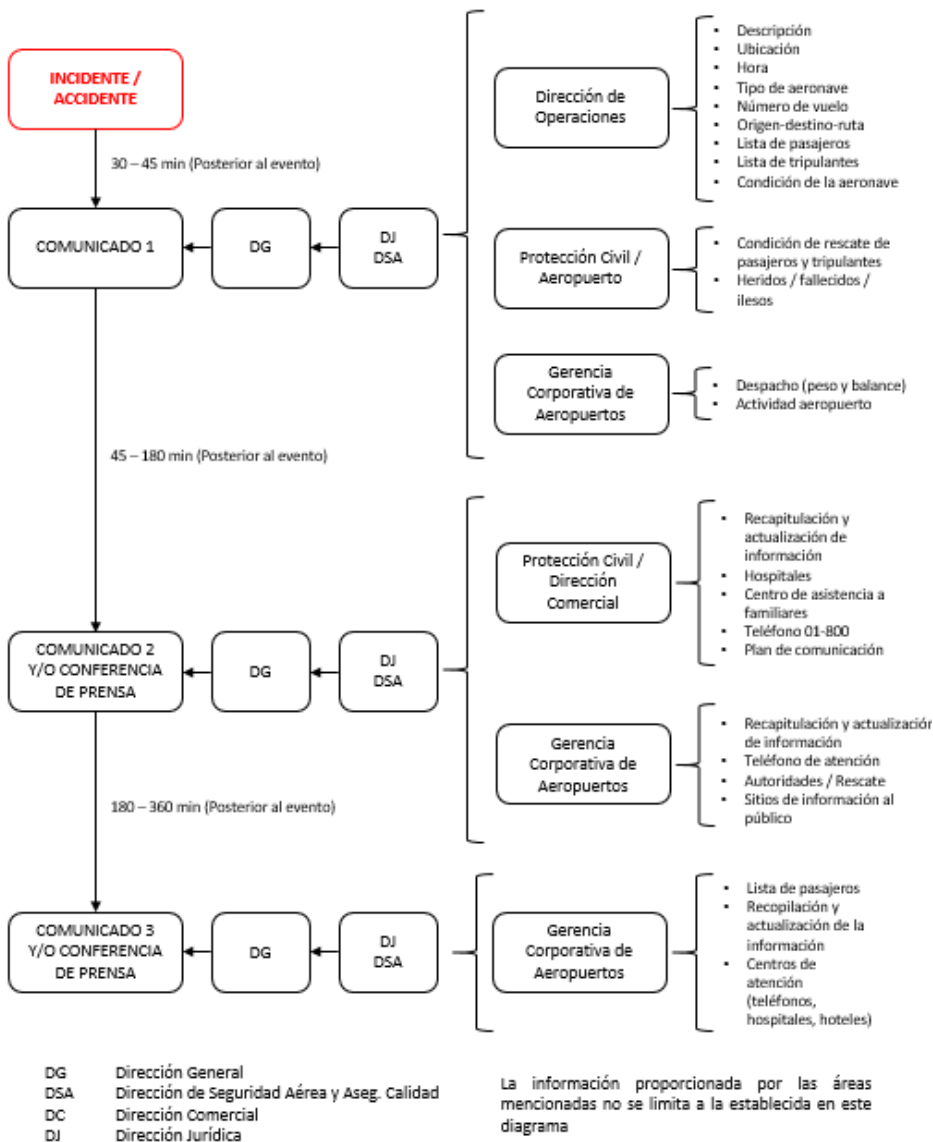 INCIDENTE /
ACCIDENTE
30 – 45 min (Posterior al evento)
COMUNICADO 1
DG
DJ
DSA
Dirección de
Operaciones
• Descripción
• Ubicación
• Hora
• Tipo de aeronave
• Número de vuelo
• Origen-destino-ruta
• Lista de pasajeros
• Lista de tripulantes
• Condición de la aeronave
Protección Civil /
Aeropuerto
• Condición de rescate de
pasajeros y tripulantes
• Heridos / fallecidos /
ilesos
Gerencia
Corporativa de
Aeropuertos
• Despacho (peso y balance)
• Actividad aeropuerto
45 – 180 min (Posterior al evento)
COMUNICADO 2
Y/O CONFERENCIA
DE PRENSA
DG
DJ
DSA
Protección Civil /
Dirección
Comercial
• Recapitulación y
actualización de
información
• Hospitales
• Centro de asistencia a
familiares
• Teléfono 01-800
• Plan de comunicación
Gerencia
Corporativa de
Aeropuertos
• Recapitulación y actualización
de información
• Teléfono de atención
• Autoridades / Rescate
• Sitios de información al
público
180 – 360 min (Posterior al evento)
COMUNICADO 3
Y/O CONFERENCIA
DE PRENSA
DG
DJ
DSA
Gerencia
Corporativa de
Aeropuertos
• Lista de pasajeros
• Recopilación y
actualización de la
información
• Centros de
atención
(teléfonos,
hospitales, hoteles)
DG Dirección General
DSA Dirección de Seguridad Aérea y Aseg. Calidad
DC Dirección Comercial
DJ Dirección Jurídica
La información proporcionada por las áreas
mencionadas no se limita a la establecida en este
diagrama